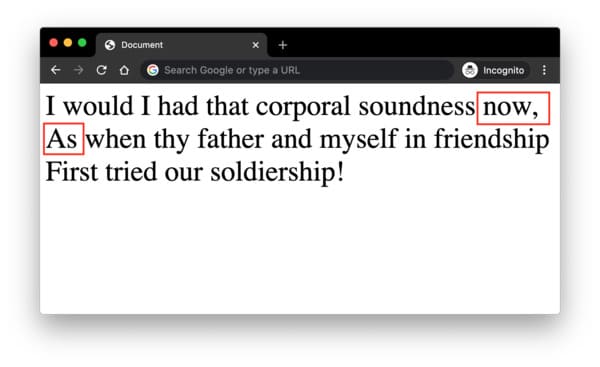 Document
Search Google or type a URL
Incognito
I would I had that corporal soundness now,
As when thy father and myself in friendship
First tried our soldiership!